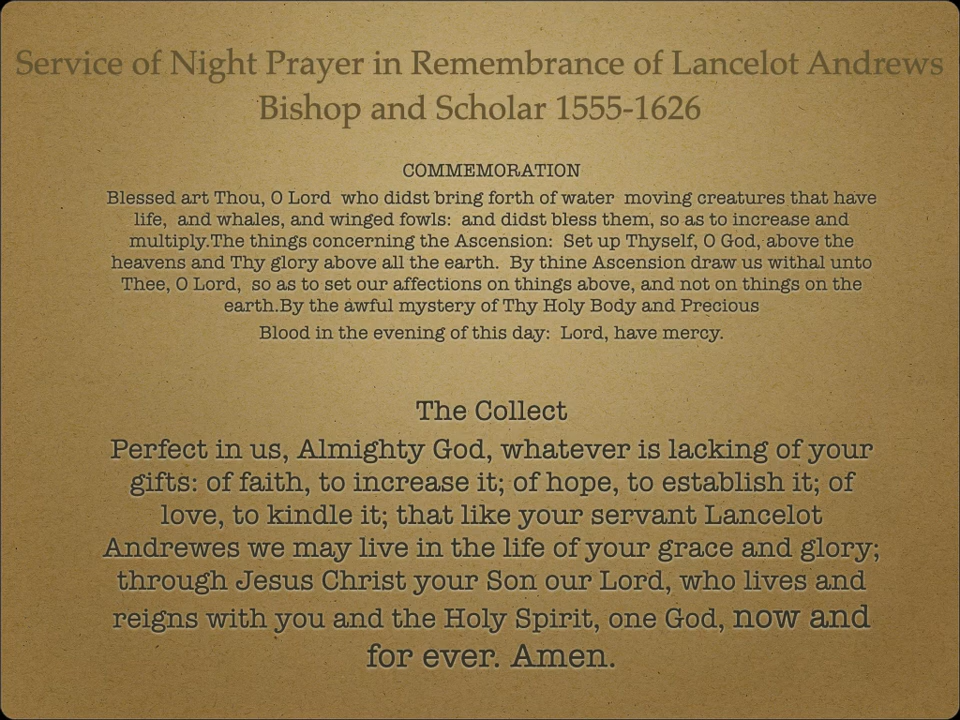 Service of Night Prayer in Remembrance of Lancelot Andrews
Bishop and Scholar 1555-1626
COMMEMORATION
Blessed art Thou, O Lord  who didst bring forth of water  moving creatures that have
life,  and whales, and winged fowls:  and didst bless them, so as to increase and
multiply.The things concerning the Ascension:  Set up Thyself, O God, above the
heavens and Thy glory above all the earth.  By thine Ascension draw us withal unto
Thee, O Lord,  so as to set our affections on things above, and not on things on the
earth.By the awful mystery of Thy Holy Body and Precious
Blood in the evening of this day:  Lord, have mercy.
The Collect
Perfect in us, Almighty God, whatever is lacking of your
gifts: of faith, to increase it; of hope, to establish it; of
love, to kindle it; that like your servant Lancelot
Andrewes we may live in the life of your grace and glory;
through Jesus Christ your Son our Lord, who lives and
reigns with you and the Holy Spirit, one God, now and
for ever. Amen.